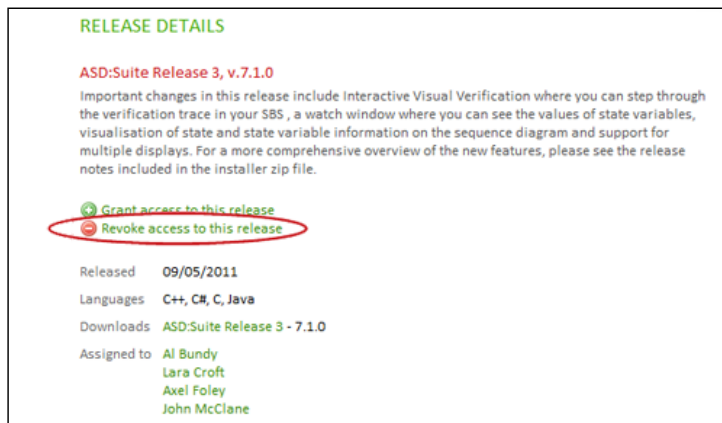 RELEASE DETAILS
ASD:Suite Release 3, v.7.1.0
Important changes in this release include Interactive Visual Verification where you can step through
the verification trace in your SBS , a watch window where you can see the values of state variables,
visualisation of state and state variable information on the sequence diagram and support for
multiple displays. For a more comprehensive overview of the new features, please see the release
notes included in the installer zip file.
Grant access to this release
Revoke access to this release
Released 09/05/2011
Languages C++, C#, C, Java
Downloads ASD:Suite Release 3 - 7.1.0
Assigned to Al Bundy
Lara Croft
Axel Foley
John McClane